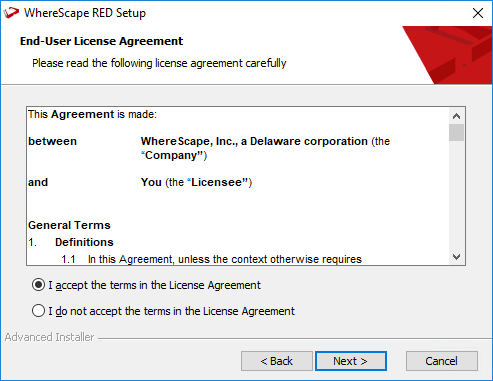 WhereScape RED Setup
End-User License Agreement
Please read the following license agreement carefully
This Agreement is made:
between WhereScape, Inc., a Delaware corporation (the
“Company”)
and You (the “Licensee”)
General Terms
1. Definitions
1.1 In this Agreement, unless the context otherwise requires
I accept the terms in the License Agreement
I do not accept the terms in the License Agreement
Advanced Installer
< Back Next > Cancel